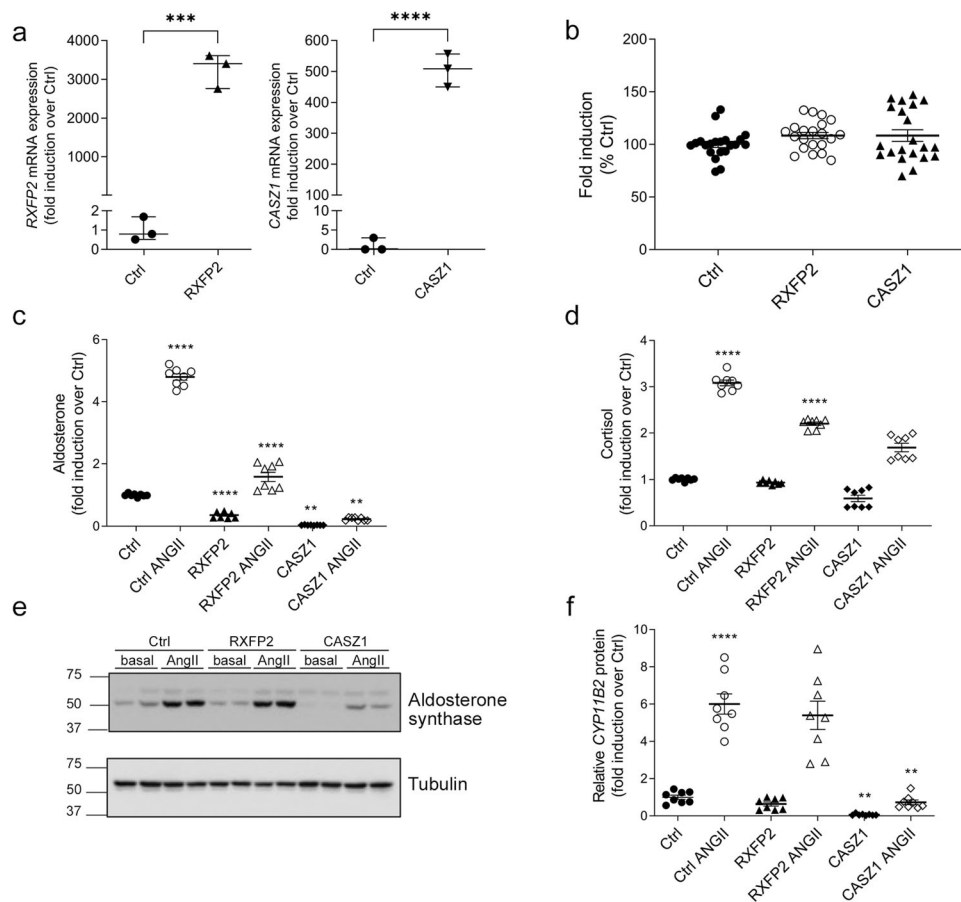 a
***
RXFP2 mRNA expression
(fold induction over Ctrl)
4000
3000
2000
1000
2
1
0
Ctrl
RXFP2
****
CASZ1 mRNA expression
fold induction over Ctrl)
600
500
400
300
200
100
10
5
0
Ctrl
CASZ1
b
Fold induction
(% Ctrl)
200
150
100
50
0
Ctrl
RXFP2
CASZ1
c
Aldosterone
(fold induction over Ctrl)
6
4
2
0
****
****
****
**
**
Ctrl
Ctrl ANGII
RXFP2
RXFP2 ANGII
CASZ1
CASZ1 ANGII
d
Cortisol
(fold induction over Ctrl)
4
3
2
1
0
****
****
Ctrl
Ctrl ANGII
RXFP2
RXFP2 ANGII
CASZ1
CASZ1 ANGII
e
Ctrl RXFP2 CASZ1
basal AngII basal AngII basal AngII
75
50
37
Aldosterone
synthase
75
50
37
Tubulin
f
Relative CYP11B2 protein
(fold induction over Ctrl)
10
8
6
4
2
0
****
**
**
Ctrl
Ctrl ANGII
RXFP2
RXFP2 ANGII
CASZ1
CASZ1 ANGII